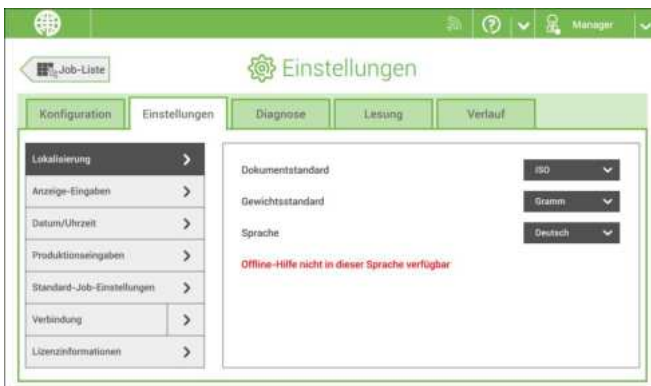 Manager
Job-Liste
Einstellungen
Konfiguration
Einstellungen
Diagnose
Lesung
Verlauf
Lokalisierung
Anzeige-Eingaben
Datum/Uhrzeit
Produktionseingaben
Standard-Job-Einstellungen
Verbindung
Lizenzinformationen
Dokumentstandard
ISO
Gewichtsstandard
Gramm
Sprache
Deutsch
Offline-Hilfe nicht in dieser Sprache verfügbar